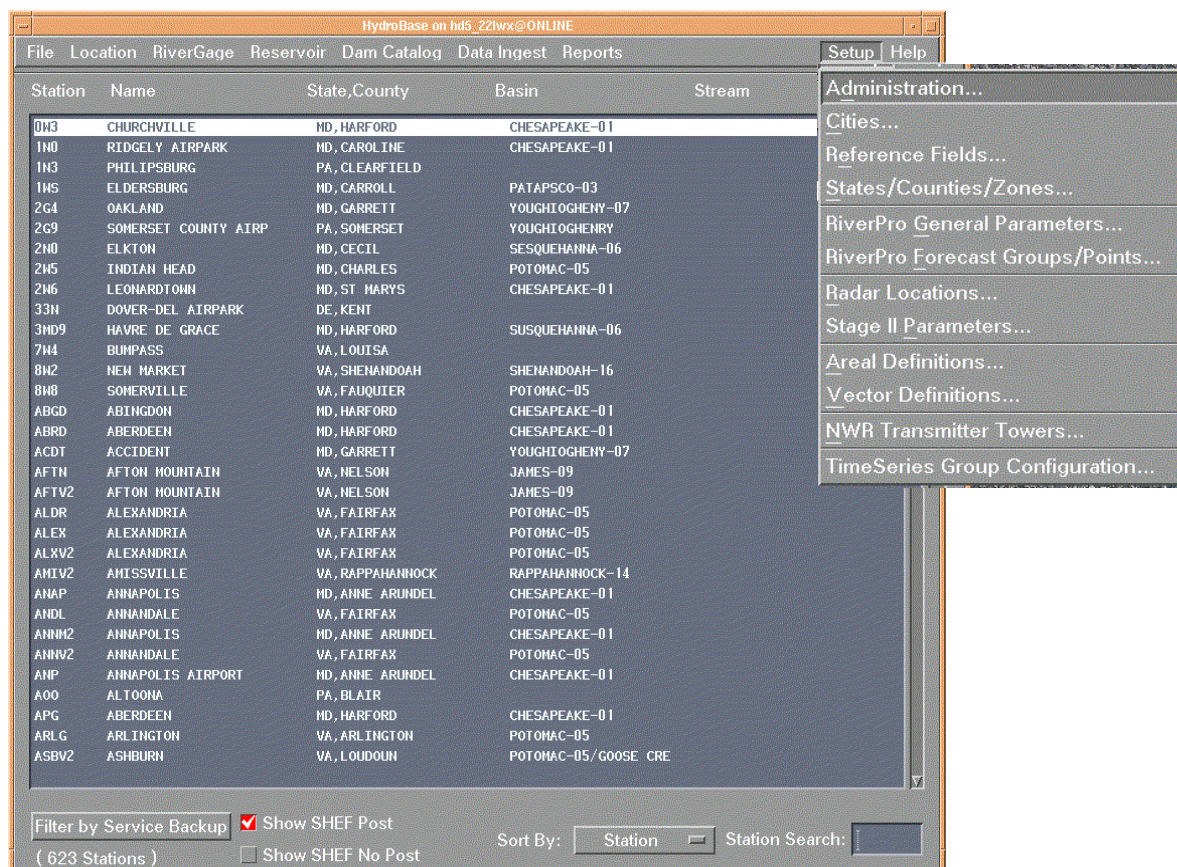 HydroBase on hd5_22lwx@ONLINE
File Location RiverGage Reservoir Dam Catalog Data Ingest Reports Setup Help
Station Name State,County Basin Stream
0W3 CHURCHVILLE MD,HARFORD CHESAPEAKE-01
1N0 RIDGELY AIRPARK MD,CAROLINE CHESAPEAKE-01
1N3 PHILIPSBURG PA,CLEARFIELD
1WS ELDERSBURG MD,CARROLL PATAPSCO-03
2G4 OAKLAND MD,GARRETT YOUGHIOGHENY-07
2G9 SOMERSET COUNTY AIRP PA,SOMERSET YOUGHIOGHENRY
2N0 ELKTON MD,CECIL SESQUEHANNA-06
2W5 INDIAN HEAD MD,CHARLES POTOMAC-05
2W6 LEONARDTOWN MD,ST MARYS CHESAPEAKE-01
33N DOVER-DEL AIRPARK DE,KENT
3MD9 HAVRE DE GRACE MD,HARFORD SUSQUEHANNA-06
7W4 BUMPASS VA,LOUISA
8W2 NEW MARKET VA,SHENANDOAH SHENANDOAH-16
8W8 SOMERVILLE VA,FAUQUIER POTOMAC-05
ABGD ABINGDON MD,HARFORD CHESAPEAKE-01
ABRD ABERDEEN MD,HARFORD CHESAPEAKE-01
ACDT ACCIDENT MD,GARRETT YOUGHIOGHENY-07
AFTN AFTON MOUNTAIN VA,NELSON JAMES-09
AFTV2 AFTON MOUNTAIN VA,NELSON JAMES-09
ALDR ALEXANDRIA VA,FAIRFAX POTOMAC-05
ALEX ALEXANDRIA VA,FAIRFAX POTOMAC-05
ALXV2 ALEXANDRIA VA,FAIRFAX POTOMAC-05
AMIV2 AMISSVILLE VA,RAPPAHANNOCK RAPPAHANNOCK-14
ANAP ANNAPOLIS MD,ANNE ARUNDEL CHESAPEAKE-01
ANDL ANNANDALE VA,FAIRFAX POTOMAC-05
ANNM2 ANNAPOLIS MD,ANNE ARUNDEL CHESAPEAKE-01
ANNV2 ANNANDALE VA,FAIRFAX POTOMAC-05
ANP ANNAPOLIS AIRPORT MD,ANNE ARUNDEL CHESAPEAKE-01
AOO ALTOONA PA,BLAIR
APG ABERDEEN MD,HARFORD CHESAPEAKE-01
ARLG ARLINGTON VA,ARLINGTON POTOMAC-05
ASBV2 ASHBURN VA,LOUDOUN POTOMAC-05/GOOSE CRE
Administration...
Cities...
Reference Fields...
States/Counties/Zones...
RiverPro General Parameters...
RiverPro Forecast Groups/Points...
Radar Locations...
Stage II Parameters...
Areal Definitions...
Vector Definitions...
NWR Transmitter Towers...
TimeSeries Group Configuration...
Filter by Service Backup Show SHEF Post
Sort By: Station Station Search:
( 623 Stations ) Show SHEF No Post